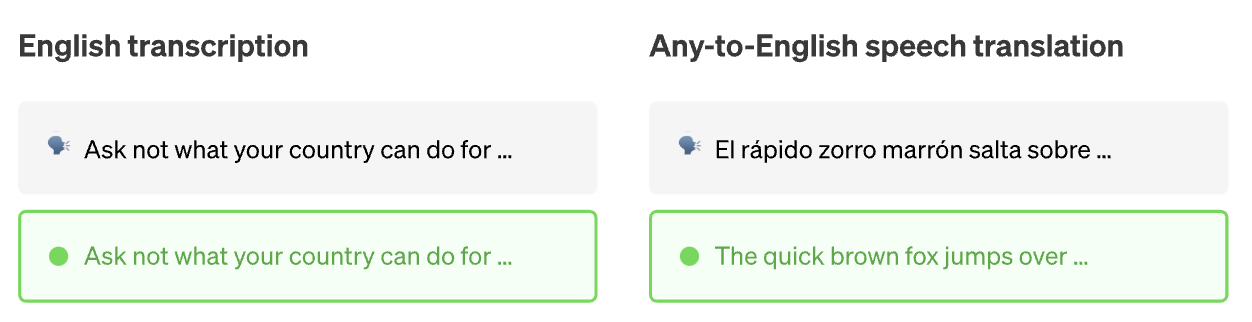 English transcription
Ask not what your country can do for ...
Ask not what your country can do for ...
Any-to-English speech translation
El rápido zorro marrón salta sobre ...
The quick brown fox jumps over ...